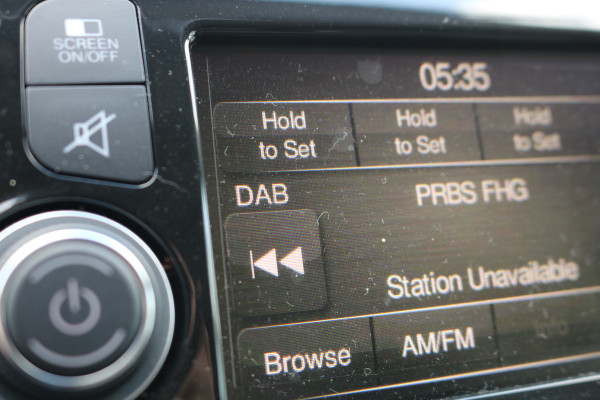 SCREEN
ON/OFF
05:35
Hold
to Set
Hold
to Set
Hold
to Set
DAB
PRBS FHG
Station Unavailable
Browse
AM/FM
Info